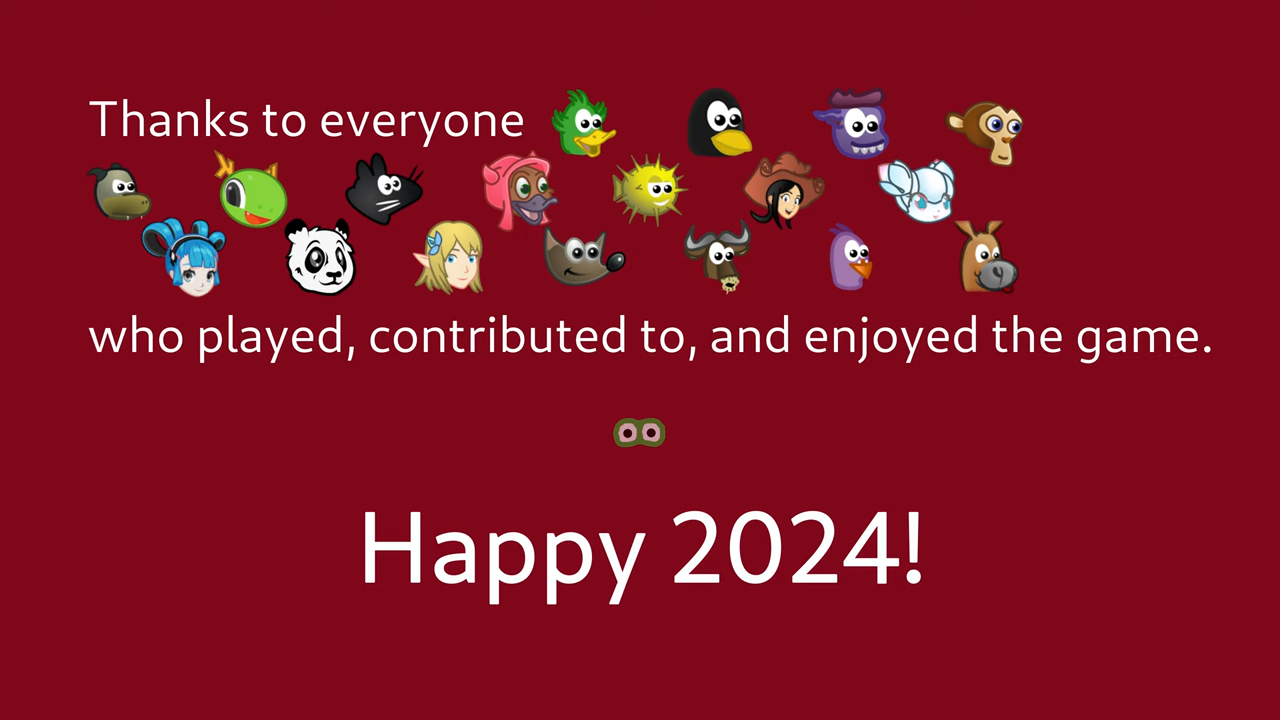 Thanks to everyone
who played, contributed to, and enjoyed the game.
Happy 2024!